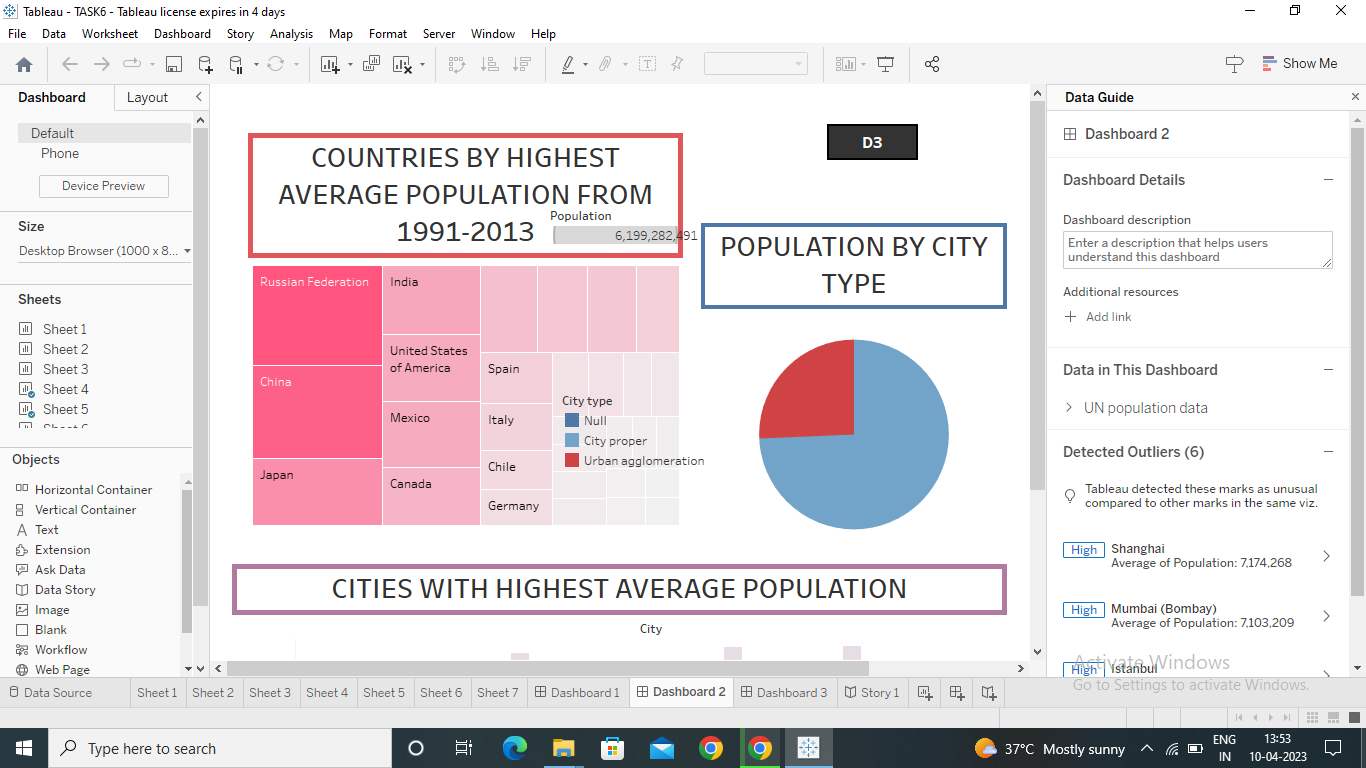 Tableau - TASK6 - Tableau license expires in 4 days
File Data Worksheet Dashboard Story Analysis Map Format Server Window Help
Show Me
Dashboard Layout
Default
Phone
Device Preview
Size
Desktop Browser (1000 x 8...
Sheets
Sheet 1
Sheet 2
Sheet 3
Sheet 4
Sheet 5
Objects
Horizontal Container
Vertical Container
Text
Extension
Ask Data
Data Story
Image
Blank
Workflow
Web Page
COUNTRIES BY HIGHEST
AVERAGE POPULATION FROM
1991-2013
Population
6,199,282,491
D3
POPULATION BY CITY
TYPE
Russian Federation
China
Japan
India
United States
of America
Mexico
Canada
Spain
Italy
Chile
Germany
City type
Null
City proper
Urban agglomeration
CITIES WITH HIGHEST AVERAGE POPULATION
City
Data Guide
Dashboard 2
Dashboard Details
Dashboard description
Enter a description that helps users
understand this dashboard
Additional resources
Add link
Data in This Dashboard
UN population data
Detected Outliers (6)
Tableau detected these marks as unusual
compared to other marks in the same viz.
High Shanghai
Average of Population: 7,174,268
High Mumbai (Bombay)
Average of Population: 7,103,209
High Istanbul
Activate Windows
Go to Settings to activate Windows.
Data Source Sheet 1 Sheet 2 Sheet 3 Sheet 4 Sheet 5 Sheet 6 Sheet 7 Dashboard 1 Dashboard 2 Dashboard 3 Story 1
Type here to search
37°C Mostly sunny
ENG
IN
13:53
10-04-2023